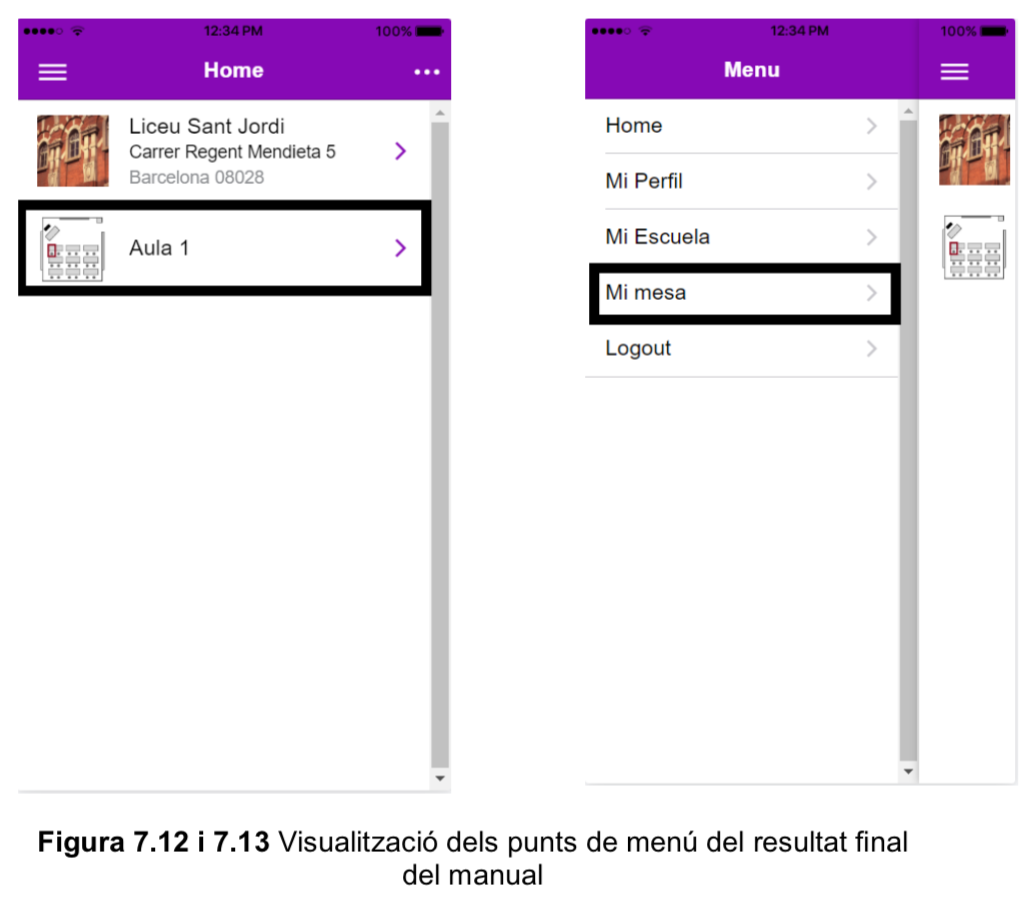 12:34 PM 100%
Home
Liceu Sant Jordi
Carrer Regent Mendieta 5
Barcelona 08028
Aula 1
12:34 PM 100%
Menu
Home
Mi Perfil
Mi Escuela
Mi mesa
Logout
Figura 7.12 i 7.13 Visualització dels punts de menú del resultat final
del manual